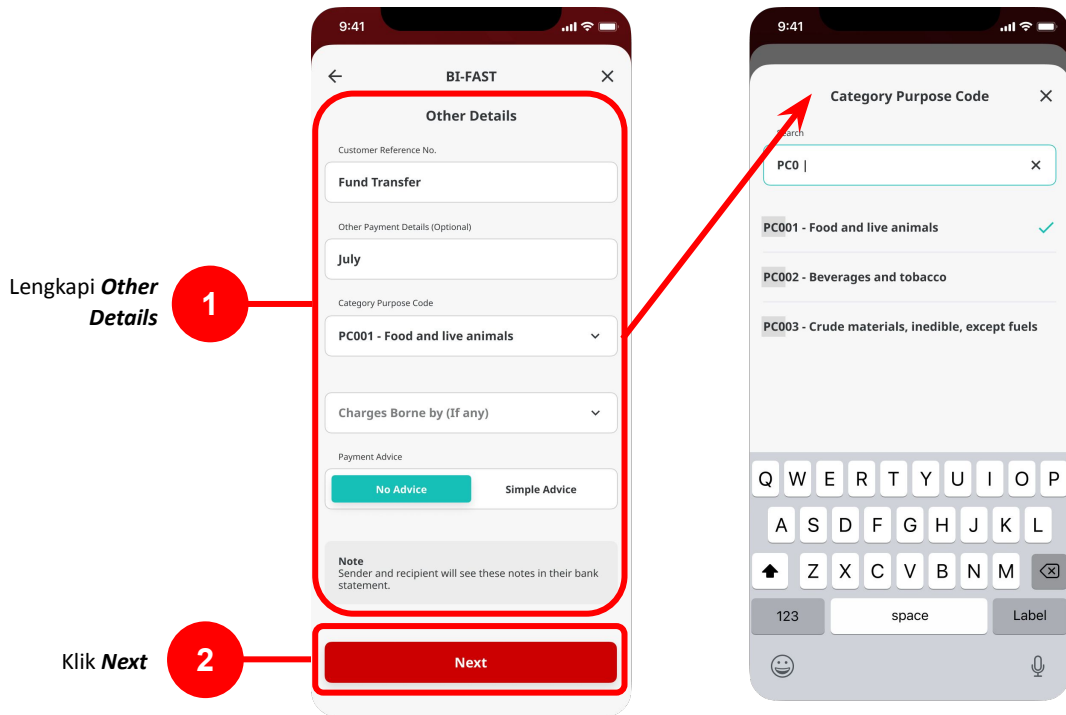 Lengkapi Other
Details
1
Klik Next
2
9:41
BI-FAST
Other Details
Customer Reference No.
Fund Transfer
Other Payment Details (Optional)
July
Category Purpose Code
PC001 - Food and live animals
Charges Borne by (If any)
Payment Advice
No Advice
Simple Advice
Note
Sender and recipient will see these notes in their bank
statement.
Next
9:41
Category Purpose Code
Search
PC0
PC001 - Food and live animals
PC002 - Beverages and tobacco
PC003 - Crude materials, inedible, except fuels
Q W E R T Y U I O P
A S D F G H J K L
Z X C V B N M
123 space Label